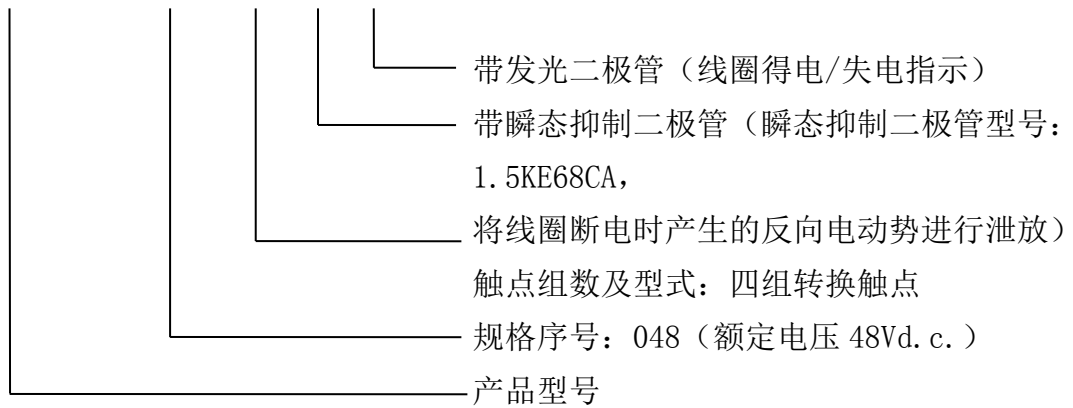 带发光二极管（线圈得电/失电指示）
带瞬态抑制二极管（瞬态抑制二极管型号：
1.5KE68CA，
将线圈断电时产生的反向电动势进行泄放）
触点组数及型式：四组转换触点
规格序号：048（额定电压 48Vd.c.）
产品型号